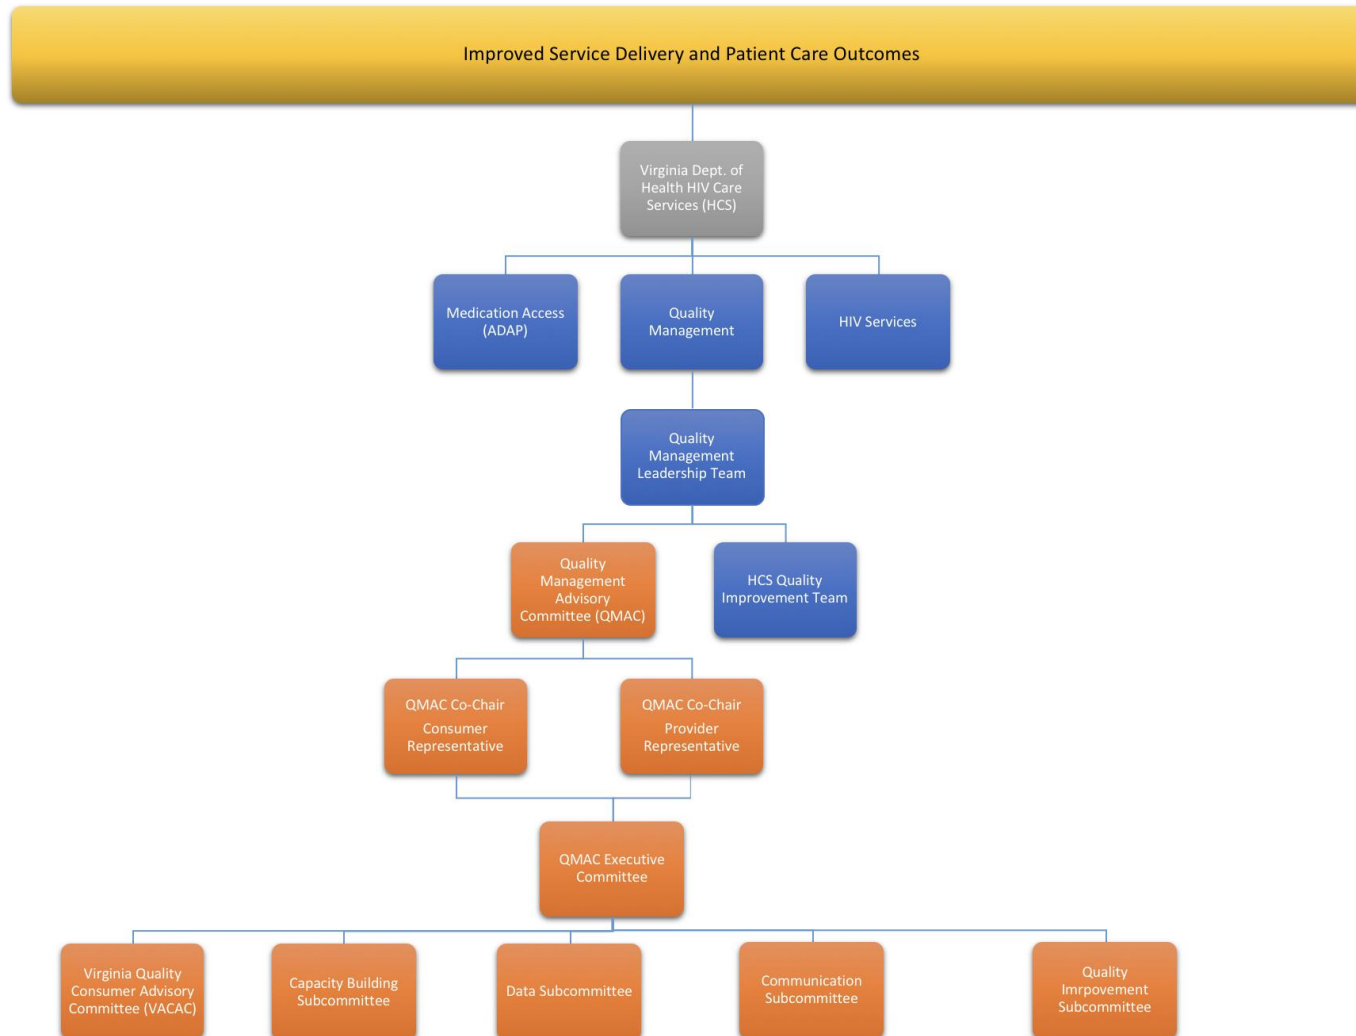 Improved Service Delivery and Patient Care Outcomes
Virginia Dept. of
Health HIV Care
Services (HCS)
Medication Access
(ADAP)
Quality
Management
HIV Services
Quality
Management
Leadership Team
Quality
Management
Advisory
Committee (QMAC)
HCS Quality
Improvement Team
QMAC Co-Chair
Consumer
Representative
QMAC Co-Chair
Provider
Representative
QMAC Executive
Committee
Virginia Quality
Consumer Advisory
Committee (VACAC)
Capacity Building
Subcommittee
Data Subcommittee
Communication
Subcommittee
Quality
Imrpovement
Subcommittee